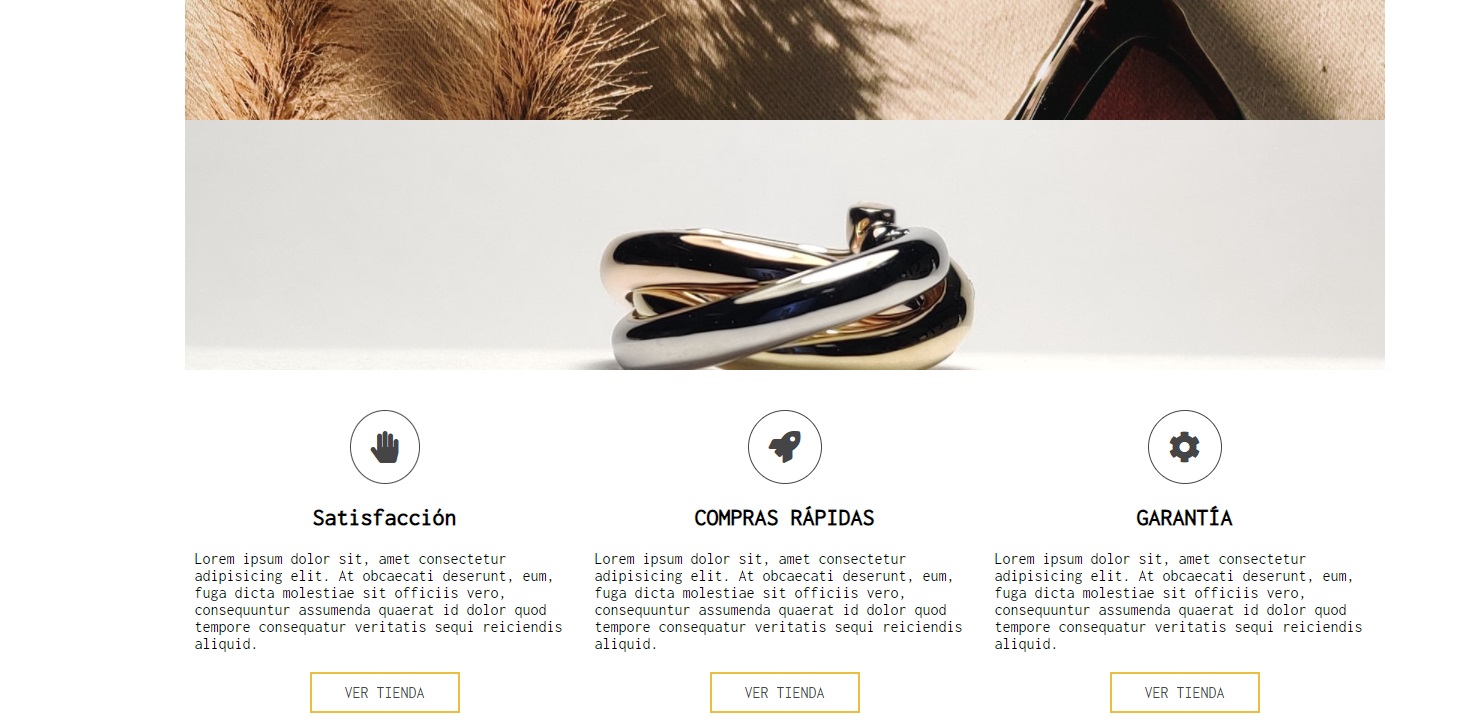 Satisfacción
Lorem ipsum dolor sit, amet consectetur
adipisicing elit. At obcaecati deserunt, eum,
fuga dicta molestiae sit officiis vero,
consequuntur assumenda quaerat id dolor quod
tempore consequatur veritatis sequi reiciendis
aliquid.
VER TIENDA
COMPRAS RÁPIDAS
Lorem ipsum dolor sit, amet consectetur
adipisicing elit. At obcaecati deserunt, eum,
fuga dicta molestiae sit officiis vero,
consequuntur assumenda quaerat id dolor quod
tempore consequatur veritatis sequi reiciendis
aliquid.
VER TIENDA
GARANTÍA
Lorem ipsum dolor sit, amet consectetur
adipisicing elit. At obcaecati deserunt, eum,
fuga dicta molestiae sit officiis vero,
consequuntur assumenda quaerat id dolor quod
tempore consequatur veritatis sequi reiciendis
aliquid.
VER TIENDA